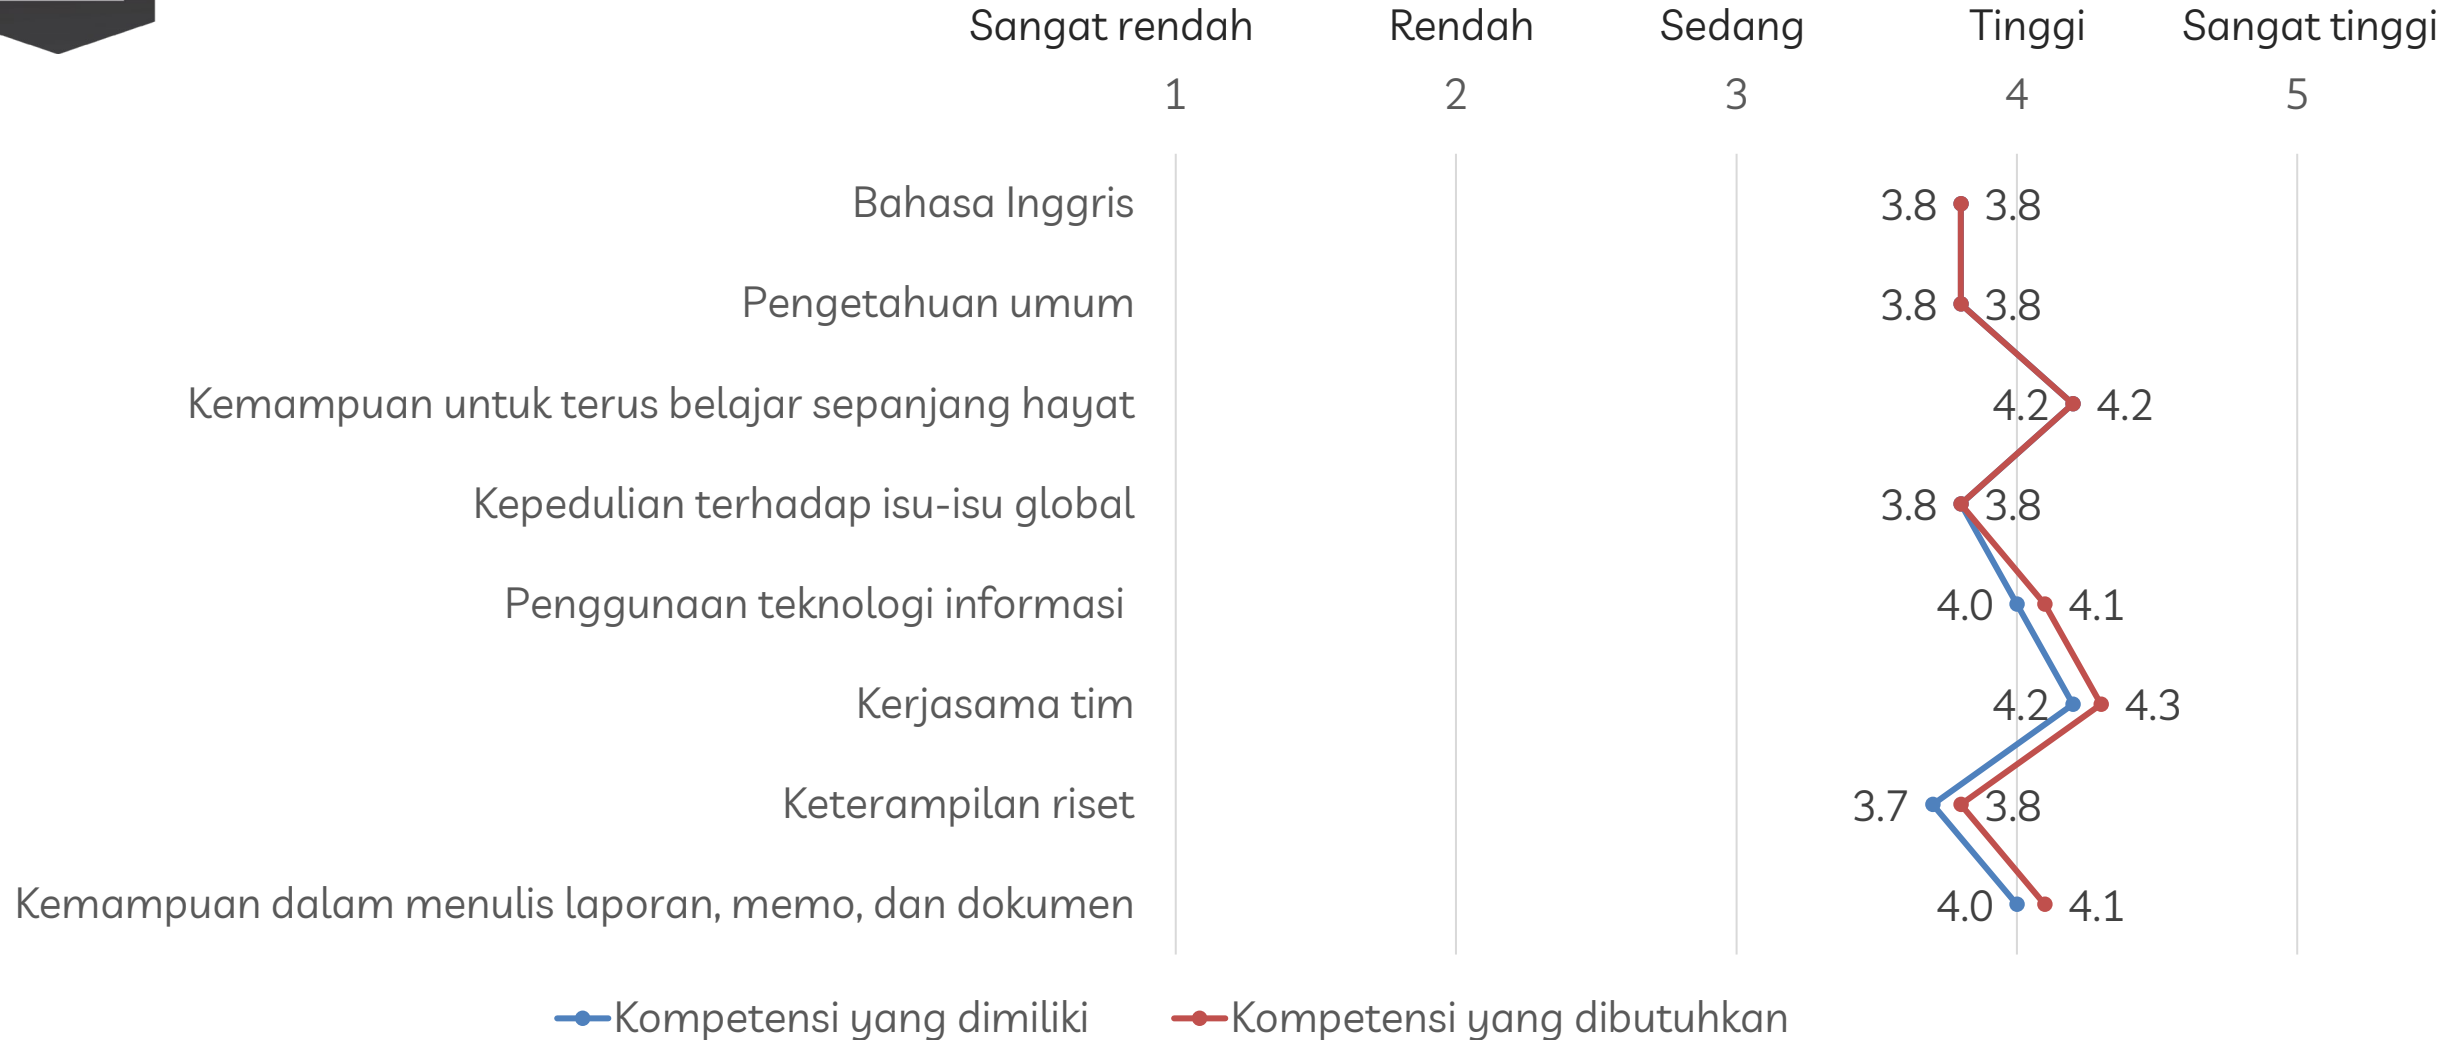 Sangat rendah Rendah Sedang Tinggi Sangat tinggi
1 2 3 4 5
Bahasa Inggris 3.8 3.8
Pengetahuan umum 3.8 3.8
Kemampuan untuk terus belajar sepanjang hayat 4.2 4.2
Kepedulian terhadap isu-isu global 3.8 3.8
Penggunaan teknologi informasi 4.0 4.1
Kerjasama tim 4.2 4.3
Keterampilan riset 3.7 3.8
Kemampuan dalam menulis laporan, memo, dan dokumen 4.0 4.1
Kompetensi yang dimiliki Kompetensi yang dibutuhkan